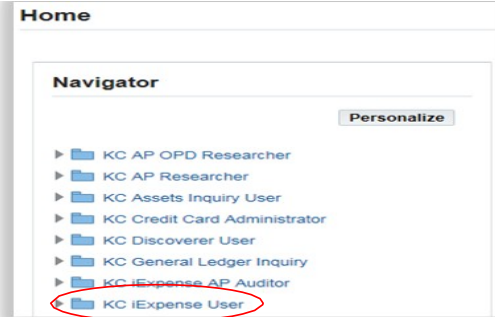 Home
Navigator
Personalize
KC AP OPD Researcher
KC AP Researcher
KC Assets Inquiry User
KC Credit Card Administrator
KC Discoverer User
KC General Ledger Inquiry
KC iExpense AP Auditor
KC iExpense User